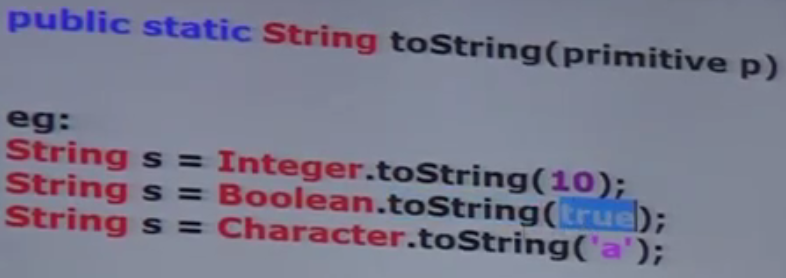 public static String toString(primitive p)
eg:
String s = Integer.toString(10);
String s = Boolean.toString(true);
String s = Character.toString('a');